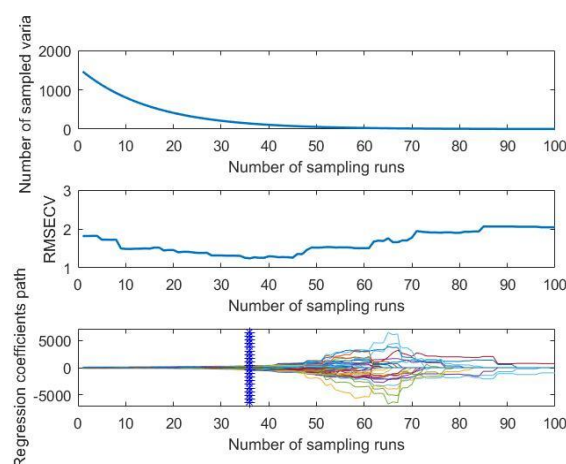 Number of sampled varia
2000
1000
0
0 10 20 30 40 50 60 70 80 90 100
Number of sampling runs
RMSECV
3
2
1
0 10 20 30 40 50 60 70 80 90 100
Number of sampling runs
Regression coefficients path
5000
0
-5000
0 10 20 30 40 50 60 70 80 90 100
Number of sampling runs